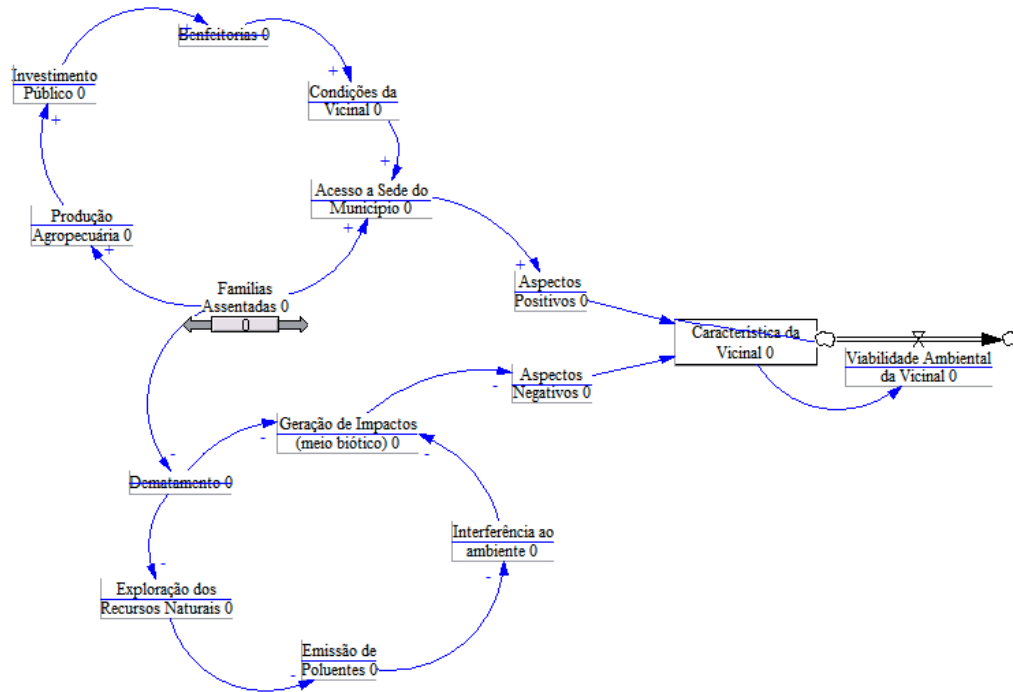 Benfeitorias 0
Investimento
Público 0
Condições da
Vicinal 0
Acesso a Sede do
Município 0
Produção
Agropecuária 0
Famílias
Assentadas 0
0
Aspectos
Positivos 0
Característica da
Vicinal 0
Viabilidade Ambiental
da Vicinal 0
Aspectos
Negativos 0
Geração de Impactos
(meio biótico) 0
Dematamento 0
Interferência ao
ambiente 0
Exploração dos
Recursos Naturais 0
Emissão de
Poluentes 0
+
+
+
+
+
+
+
-
-
-
-
-
-
-